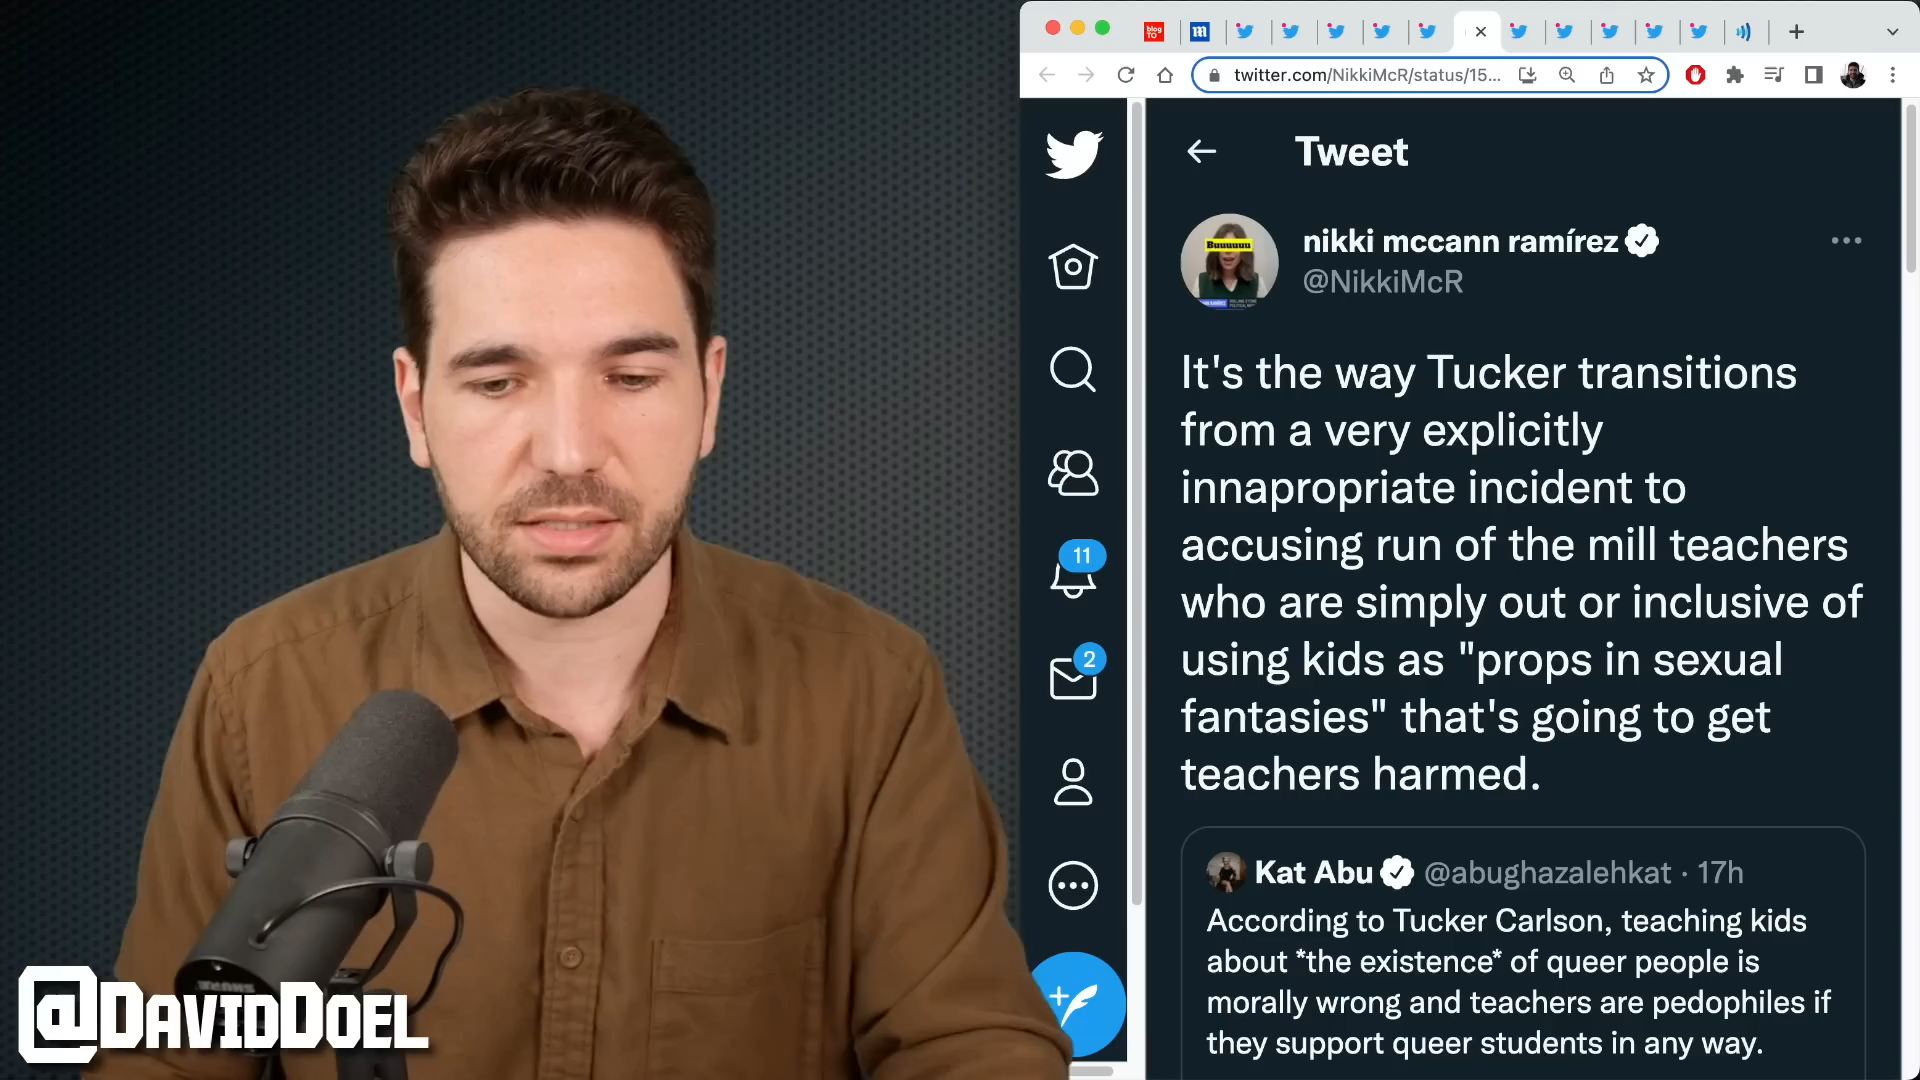 blog
TO
m
twitter.com/NikkiMcR/status/15...
Tweet
Buuuuuu
nikki mccann ramírez
@NikkiMcR
It's the way Tucker transitions
from a very explicitly
innapropriate incident to
accusing run of the mill teachers
who are simply out or inclusive of
using kids as "props in sexual
fantasies" that's going to get
teachers harmed.
11
2
Kat Abu @abughazalehkat · 17h
According to Tucker Carlson, teaching kids
about *the existence* of queer people is
morally wrong and teachers are pedophiles if
they support queer students in any way.
@DavidDoel